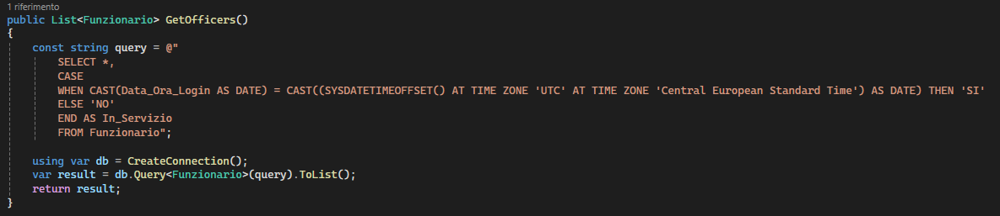 1 riferimento
public List<Funzionario> GetOfficers()
{
    const string query = @"
        SELECT *,
        CASE
        WHEN CAST(Data_Ora_Login AS DATE) = CAST((SYSDATETIMEOFFSET() AT TIME ZONE 'UTC' AT TIME ZONE 'Central European Standard Time') AS DATE) THEN 'SI'
        ELSE 'NO'
        END AS In_Servizio
        FROM Funzionario";

    using var db = CreateConnection();
    var result = db.Query<Funzionario>(query).ToList();
    return result;
}